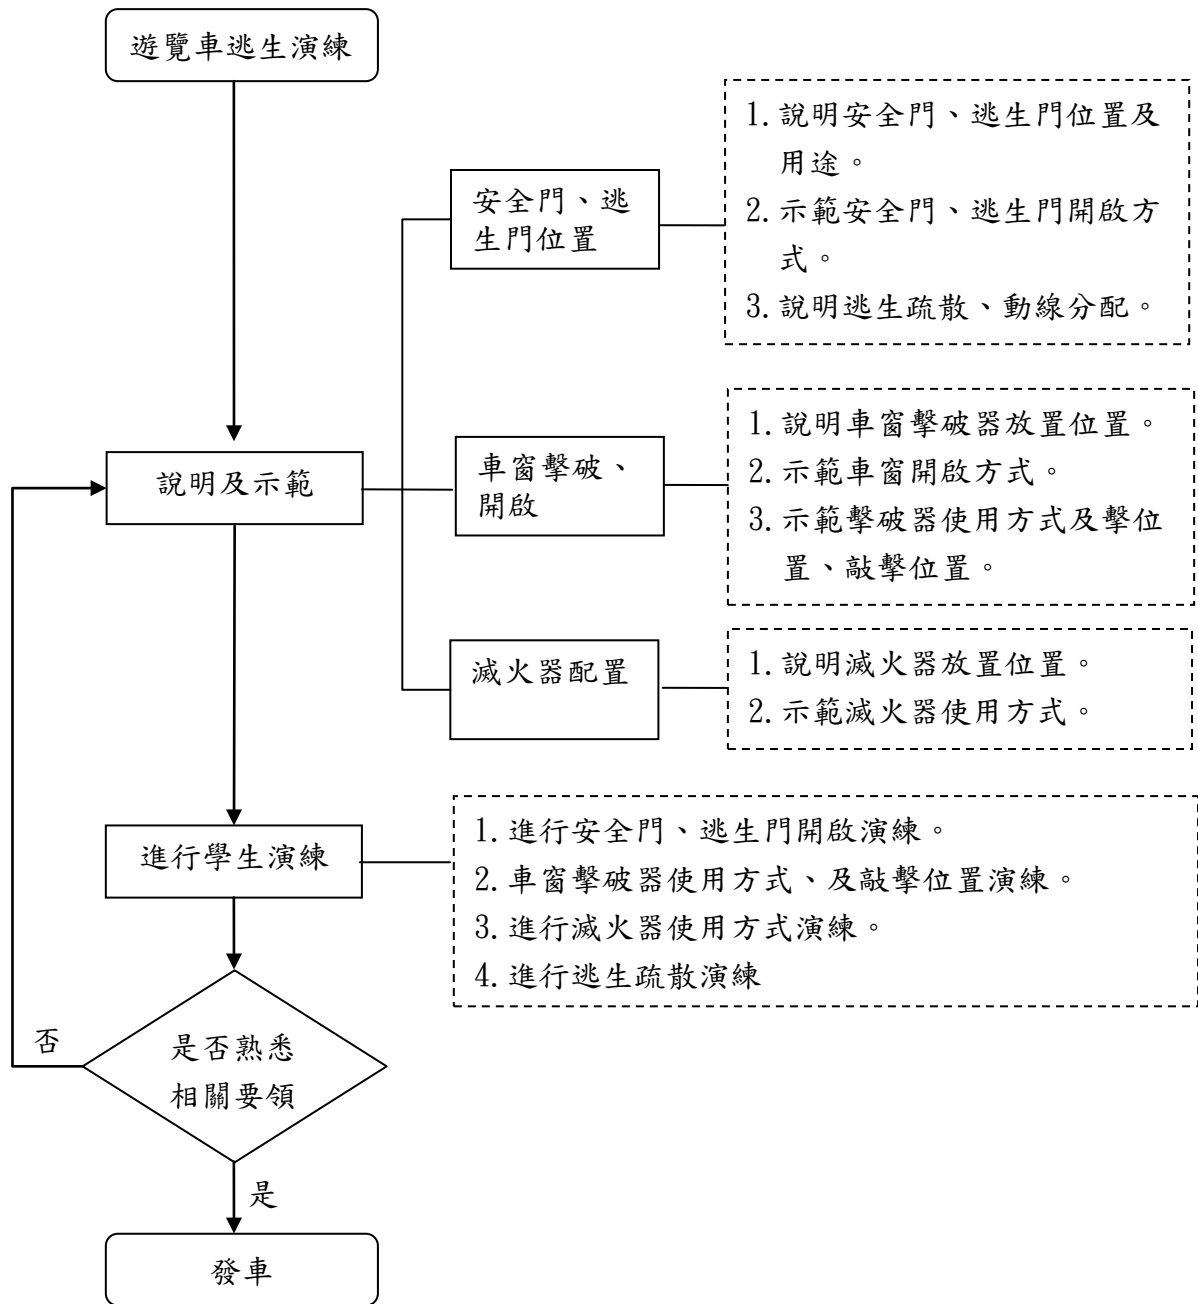 遊覽車逃生演練
1. 說明安全門、逃生門位置及
用途。
2. 示範安全門、逃生門開啟方
式。
3. 說明逃生疏散、動線分配。
安全門、逃
生門位置
1. 說明車窗擊破器放置位置。
2. 示範車窗開啟方式。
3. 示範擊破器使用方式及擊位
置、敲擊位置。
車窗擊破、
開啟
說明及示範
1. 說明滅火器放置位置。
2. 示範滅火器使用方式。
滅火器配置
進行學生演練
1. 進行安全門、逃生門開啟演練。
2. 車窗擊破器使用方式、及敲擊位置演練。
3. 進行滅火器使用方式演練。
4. 進行逃生疏散演練
否
是否熟悉
相關要領
是
發車